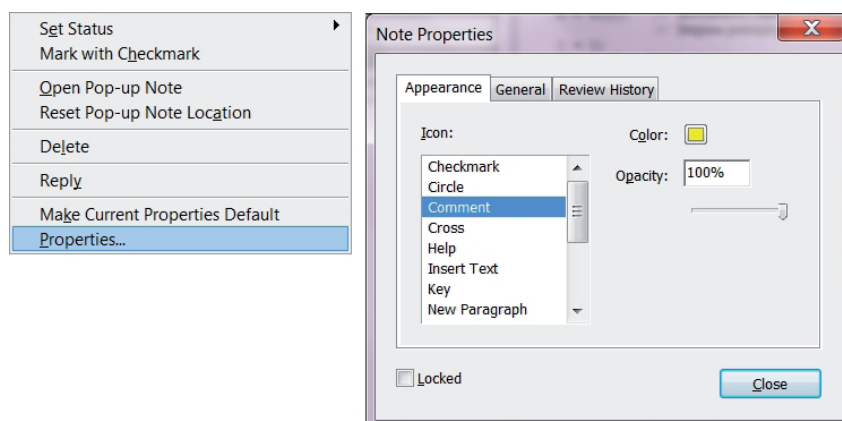 Set Status
Mark with Checkmark
Open Pop-up Note
Reset Pop-up Note Location
Delete
Reply
Make Current Properties Default
Properties...
Note Properties
Appearance General Review History
Icon:
Color:
Checkmark
Circle
Comment
Cross
Help
Insert Text
Key
New Paragraph
Opacity: 100%
Locked
Close